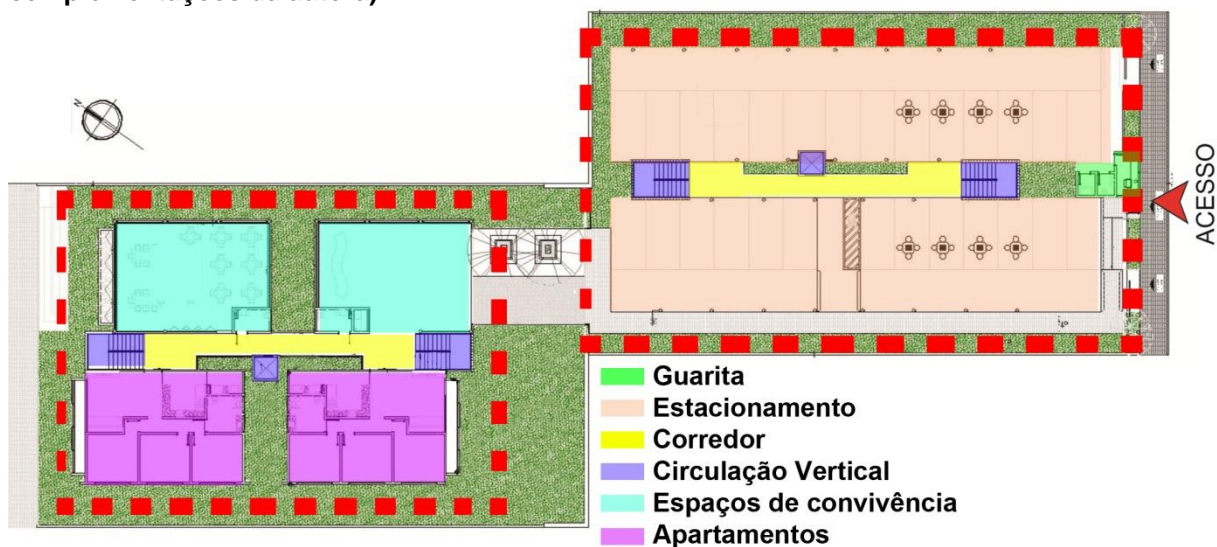 N
ACESSO
Guarita
Estacionamento
Corredor
Circulação Vertical
Espaços de convivência
Apartamentos